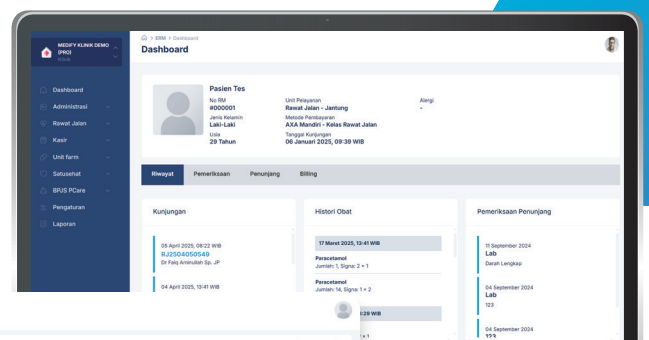 MEDIFY KLINIK DEMO
(PRO)
Klinik
> ERM > Dashboard
Dashboard
Dashboard
Administrasi
Rawat Jalan
Kasir
Unit farm
Satusehat
BPJS PCare
Pengaturan
Laporan
Pasien Tes
No RM
#000001
Jenis Kelamin
Laki-Laki
Usia
29 Tahun
Unit Pelayanan
Rawat Jalan - Jantung
Metode Pembayaran
AXA Mandiri - Kelas Rawat Jalan
Tanggal Kunjungan
06 Januari 2025, 09:39 WIB
Alergi
-
Riwayat Pemeriksaan Penunjang Billing
Kunjungan
05 April 2025, 08:22 WIB
RJ2504050549
Dr Faiq Aminullah Sp. JP
04 April 2025, 13:41 WIB
Histori Obat
17 Maret 2025, 13:41 WIB
Paracetamol
Jumlah: 1, Signa: 2 x 1
Paracetamol
Jumlah: 14, Signa: 1 x 2
:29 WIB
x 1
Pemeriksaan Penunjang
11 September 2024
Lab
Darah Lengkap
04 September 2024
Lab
123
04 September 2024
123